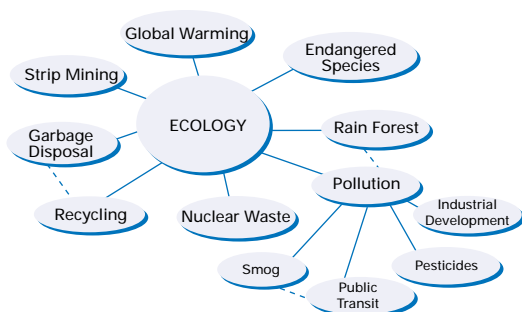 Global Warming
Endangered
Species
Strip Mining
ECOLOGY
Garbage
Disposal
Rain Forest
Pollution
Recycling
Nuclear Waste
Industrial
Development
Smog
Pesticides
Public
Transit